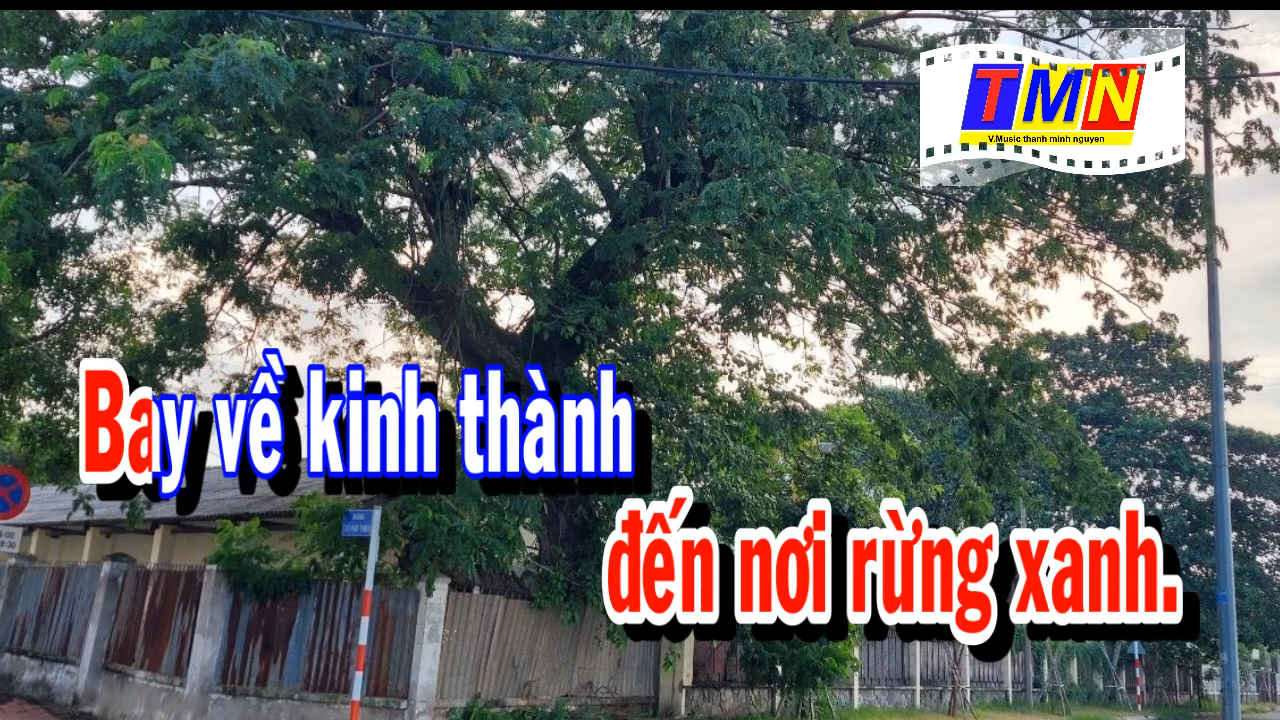 TMN
V.Music thanh minh nguyen
Bay về kinh thành
đến nơi rừng xanh.